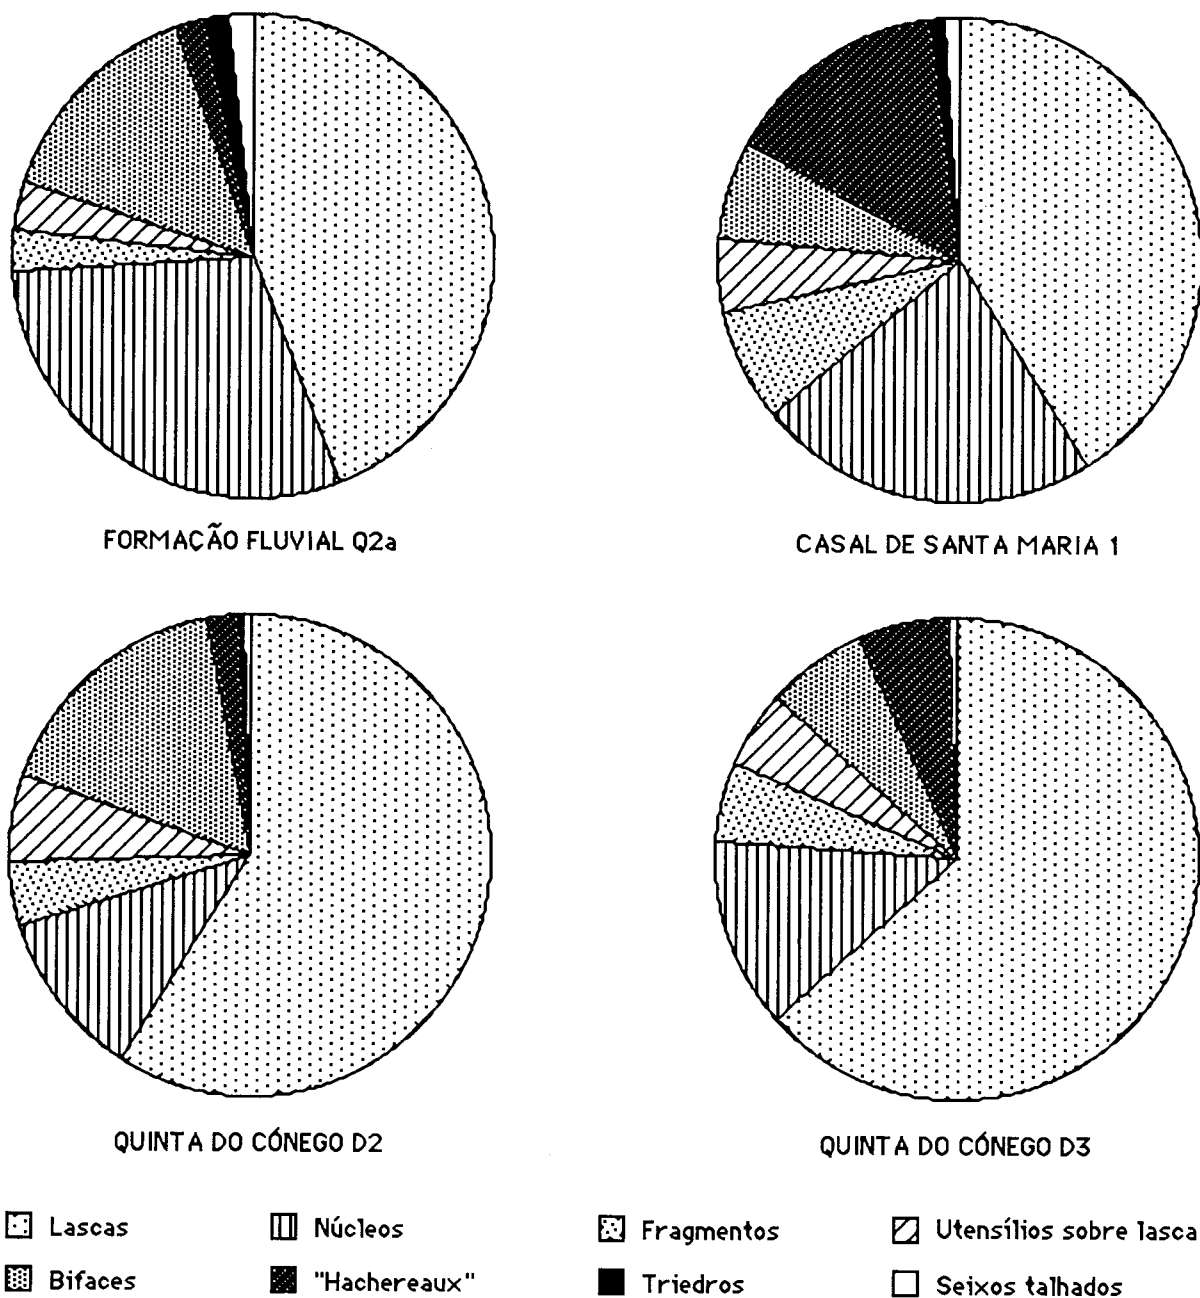 FORMAÇÃO FLUVIAL Q2a
CASAL DE SANTA MARIA 1
QUINTA DO CÓNEGO D2
QUINTA DO CÓNEGO D3
Lascas
Núcleos
Fragmentos
Utensílios sobre lasca
Bifaces
"Hachereaux"
Triedros
Seixos talhados